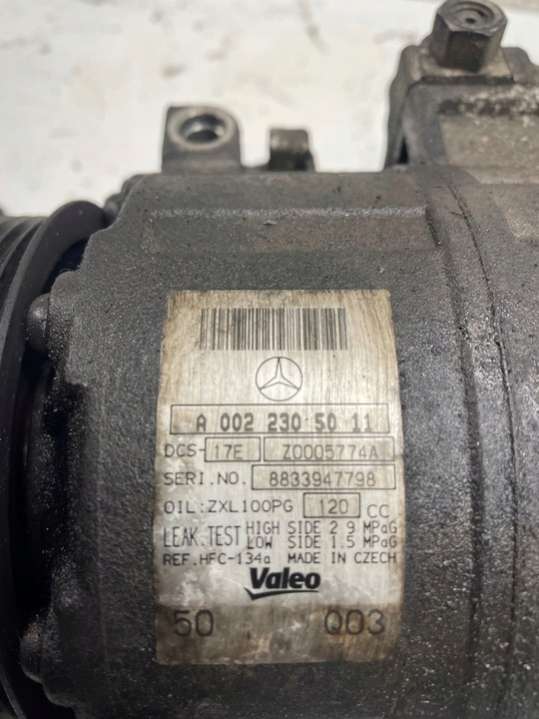 A 002 230 50 11
DCS-17E Z0005774A
SERI.NO. 8833947798
OIL:ZXL100PG 120 CC
LEAK.TEST HIGH SIDE 2.9 MPaG
LOW SIDE 1.5 MPaG
REF.HFC-134a MADE IN CZECH
Valeo
50 QD3